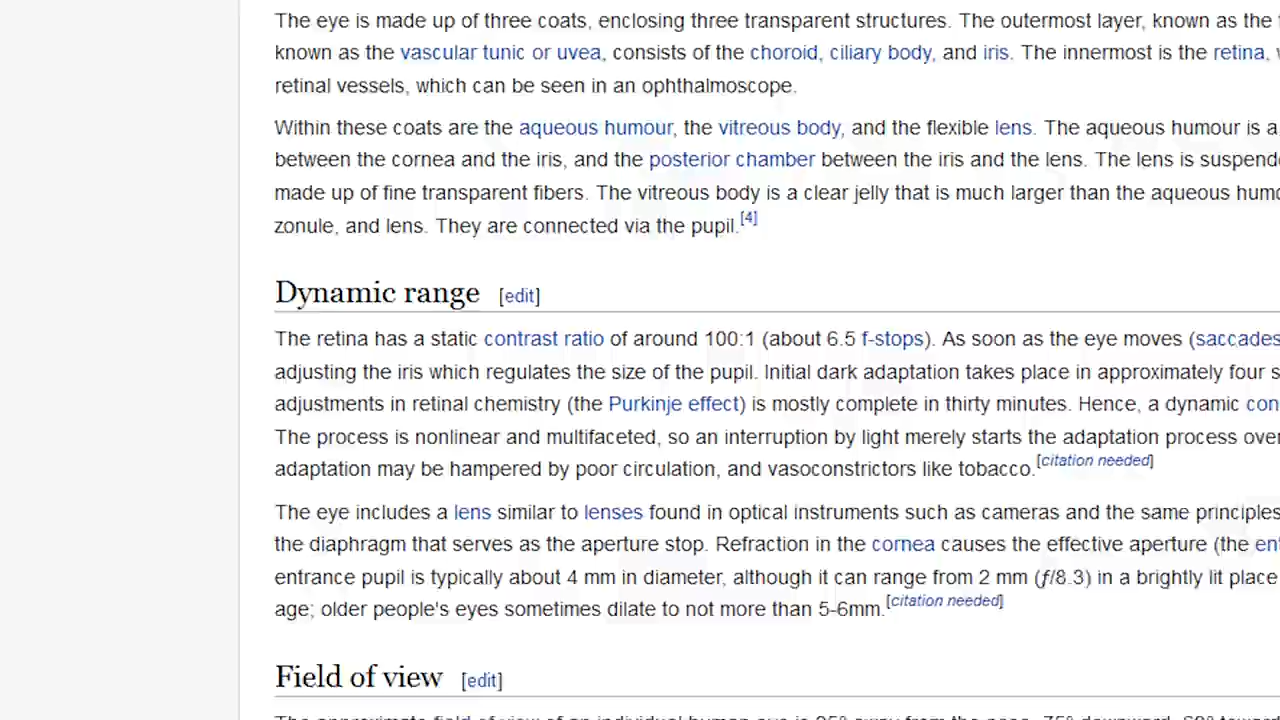 The eye is made up of three coats, enclosing three transparent structures. The outermost layer, known as the
known as the vascular tunic or uvea, consists of the choroid, ciliary body, and iris. The innermost is the retina,
retinal vessels, which can be seen in an ophthalmoscope.
Within these coats are the aqueous humour, the vitreous body, and the flexible lens. The aqueous humour is a
between the cornea and the iris, and the posterior chamber between the iris and the lens. The lens is suspende
made up of fine transparent fibers. The vitreous body is a clear jelly that is much larger than the aqueous humo
zonule, and lens. They are connected via the pupil.[4]
Dynamic range [edit]
The retina has a static contrast ratio of around 100:1 (about 6.5 f-stops). As soon as the eye moves (saccades
adjusting the iris which regulates the size of the pupil. Initial dark adaptation takes place in approximately four s
adjustments in retinal chemistry (the Purkinje effect) is mostly complete in thirty minutes. Hence, a dynamic con
The process is nonlinear and multifaceted, so an interruption by light merely starts the adaptation process over
adaptation may be hampered by poor circulation, and vasoconstrictors like tobacco.[citation needed]
The eye includes a lens similar to lenses found in optical instruments such as cameras and the same principles
the diaphragm that serves as the aperture stop. Refraction in the cornea causes the effective aperture (the ent
entrance pupil is typically about 4 mm in diameter, although it can range from 2 mm (ƒ/8.3) in a brightly lit place
age; older people's eyes sometimes dilate to not more than 5-6mm.[citation needed]
Field of view [edit]